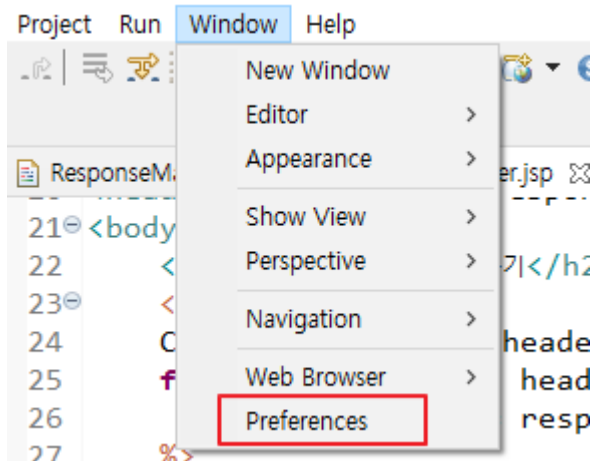 Project Run Window Help
New Window
Editor
Appearance
ResponseMa er.jsp
Show View
21 <body
Perspective
22 < 기</h2
23 <
Navigation
24 C heade
Web Browser
25 f head
Preferences
26 resp
27 %>